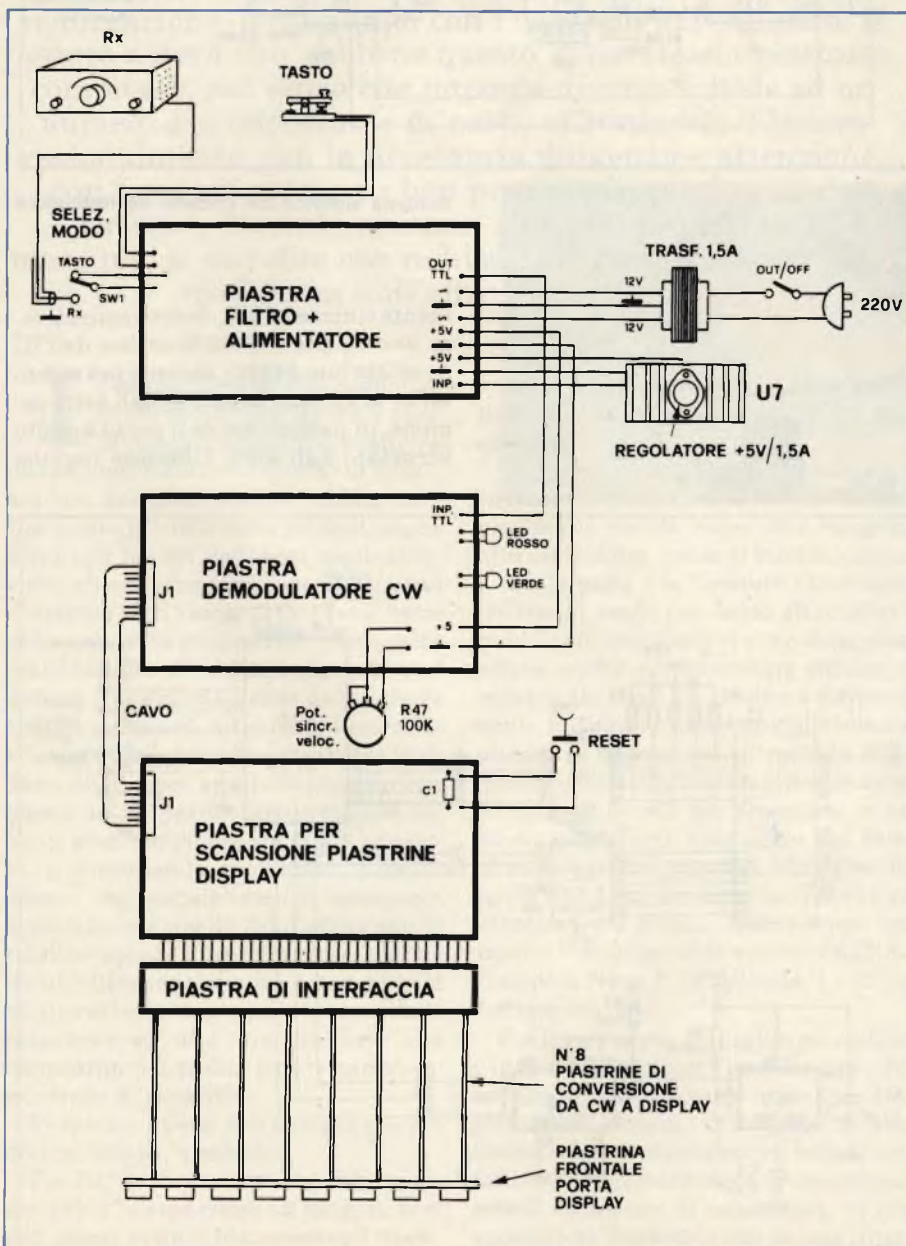 Rx
TASTO
SELEZ.
MODO
TASTO
SW1
Rx
PIASTRA
FILTRO +
ALIMENTATORE
OUT
TTL
+5V
+5V
INP.
TRASF. 1,5A
12V
12V
OUT/OFF
220V
U7
REGOLATORE +5V/1,5A
PIASTRA
DEMODULATORE CW
J1
INP.
TTL
LED
ROSSO
LED
VERDE
+5
CAVO
Pot.
sincr.
veloc.
R47
100K
RESET
J1
C1
PIASTRA PER
SCANSIONE PIASTRINE
DISPLAY
PIASTRA DI INTERFACCIA
N°8
PIASTRINE DI
CONVERSIONE
DA CW A DISPLAY
PIASTRINA
FRONTALE
PORTA
DISPLAY